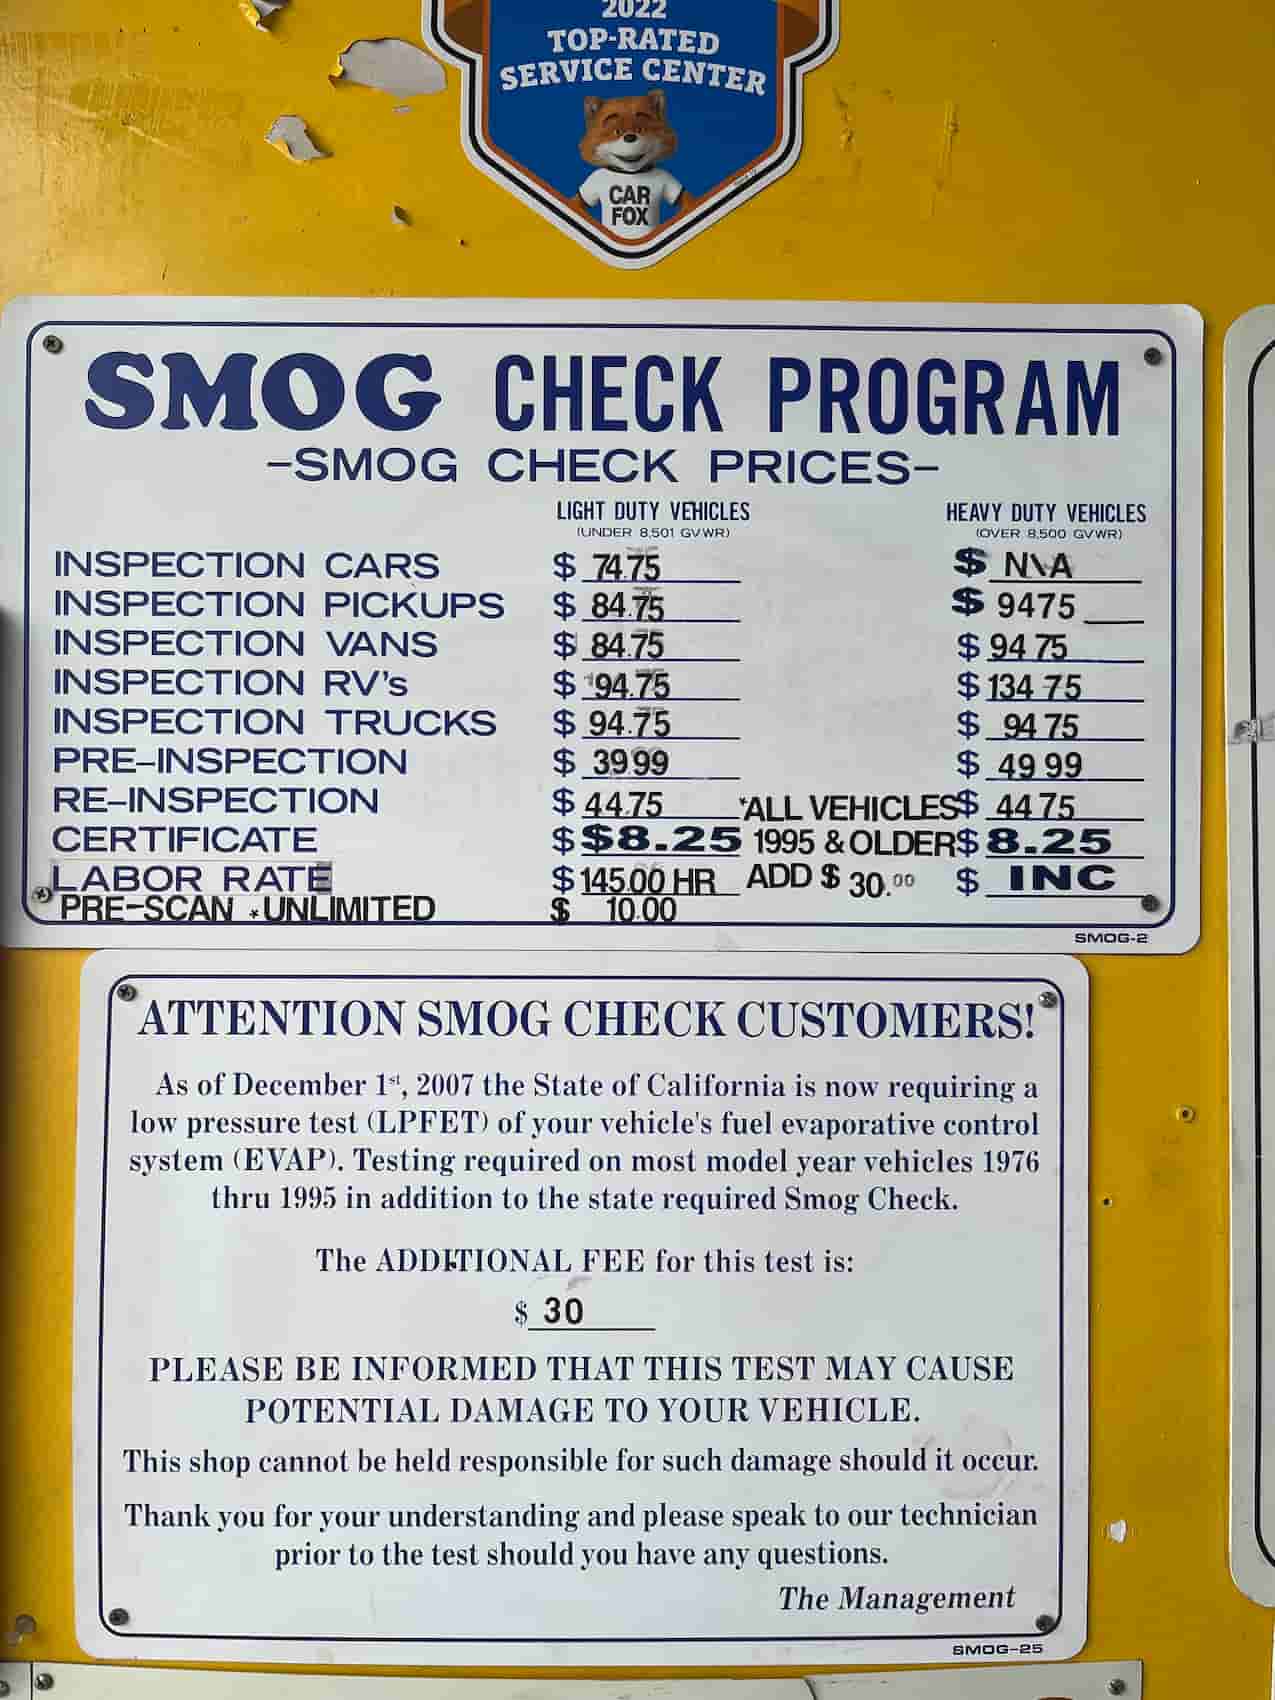 2022
TOP-RATED
SERVICE CENTER
CAR
FOX
SMOG CHECK PROGRAM
-SMOG CHECK PRICES-
LIGHT DUTY VEHICLES HEAVY DUTY VEHICLES
(UNDER 8,501 GVWR) (OVER 8,500 GVWR)
INSPECTION CARS $ 74.75 $ N\A
INSPECTION PICKUPS $ 84.75 $ 9475
INSPECTION VANS $ 84.75 $ 94 75
INSPECTION RV's $ 94.75 $ 134 75
INSPECTION TRUCKS $ 94.75 $ 94 75
PRE-INSPECTION $ 39.99 $ 49 99
RE-INSPECTION $ 44.75 *ALL VEHICLES $ 44 75
CERTIFICATE $ $8.25 1995 & OLDER $ 8.25
LABOR RATE $ 145.00 HR ADD $ 30.00 $ INC
PRE-SCAN *UNLIMITED $ 10.00
SMOG-2
ATTENTION SMOG CHECK CUSTOMERS!
As of December 1st, 2007 the State of California is now requiring a
low pressure test (LPFET) of your vehicle's fuel evaporative control
system (EVAP). Testing required on most model year vehicles 1976
thru 1995 in addition to the state required Smog Check.
The ADDITIONAL FEE for this test is:
$ 30
PLEASE BE INFORMED THAT THIS TEST MAY CAUSE
POTENTIAL DAMAGE TO YOUR VEHICLE.
This shop cannot be held responsible for such damage should it occur.
Thank you for your understanding and please speak to our technician
prior to the test should you have any questions.
The Management
SMOG-25